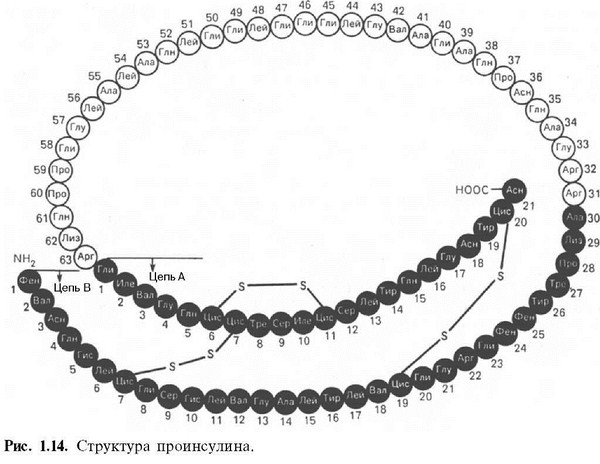 63 Арг
62 Лиз
61 Глн
60 Про
59 Про
58 Гли
57 Глу
56 Лей
55 Ала
54 Лей
53 Ала
52 Глн
51 Лей
50 Гли
49 Гли
48 Лей
47 Гли
46 Гли
45 Гли
44 Лей
43 Глу
42 Вал
41 Ала
40 Гли
39 Ала
38 Глн
37 Про
36 Асн
35 Глн
34 Ала
33 Глу
32 Арг
31 Арг
NH2
Цепь В
Цепь А
HOOC
Гли 1
Иле 2
Вал 3
Глу 4
Глн 5
Цис 6
Цис 7
Тре 8
Сер 9
Иле 10
Цис 11
Сер 12
Лей 13
Тир 14
Глн 15
Лей 16
Глу 17
Асн 18
Тир 19
Цис 20
Асн 21
S S
S S
S S
Фен 1
Вал 2
Асн 3
Глн 4
Гис 5
Лей 6
Цис 7
Гли 8
Сер 9
Гис 10
Лей 11
Вал 12
Глу 13
Ала 14
Лей 15
Тир 16
Лей 17
Вал 18
Цис 19
Гли 20
Глу 21
Арг 22
Гли 23
Фен 24
Фен 25
Тир 26
Тре 27
Про 28
Лиз 29
Ала 30
Рис. 1.14. Структура проинсулина.